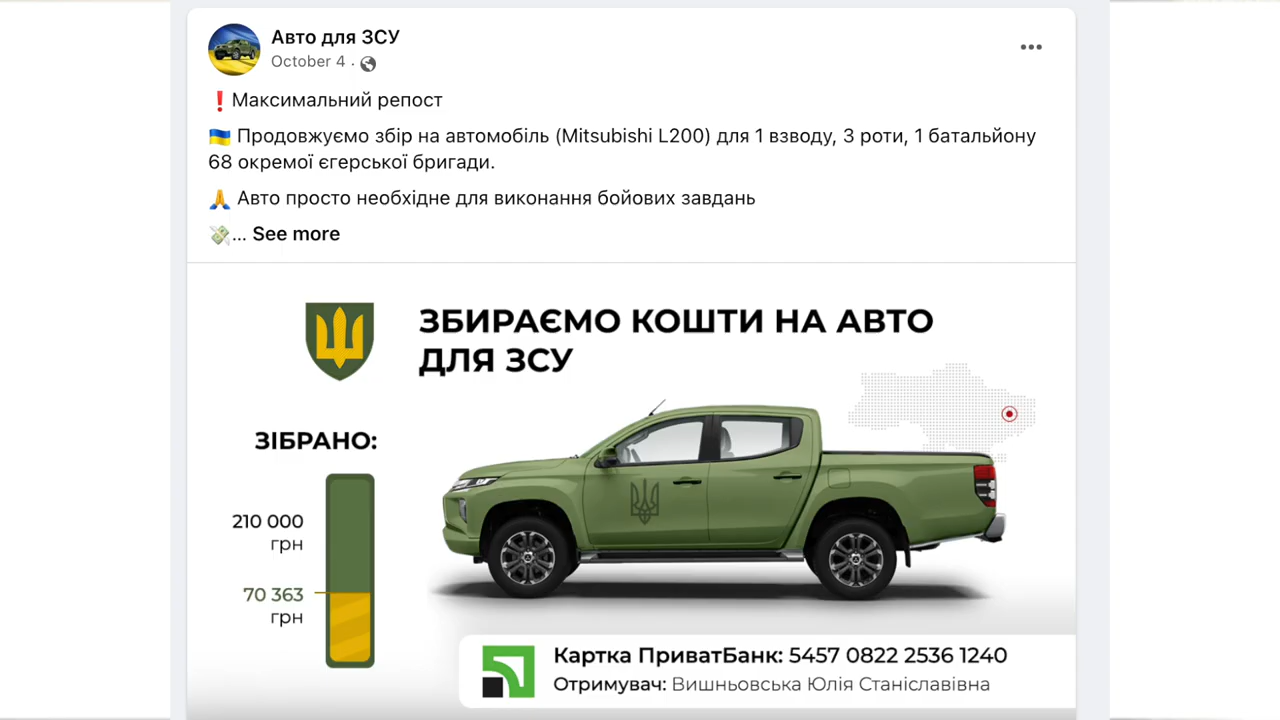 Авто для ЗСУ
October 4 ·
❗Максимальний репост
🇺🇦 Продовжуємо збір на автомобіль (Mitsubishi L200) для 1 взводу, 3 роти, 1 батальйону
68 окремої єгерської бригади.
🙏 Авто просто необхідне для виконання бойових завдань
💸... See more
ЗБИРАЄМО КОШТИ НА АВТО
ДЛЯ ЗСУ
ЗІБРАНО:
210 000
грн
70 363
грн
Картка ПриватБанк: 5457 0822 2536 1240
Отримувач: Вишньовська Юлія Станіславівна